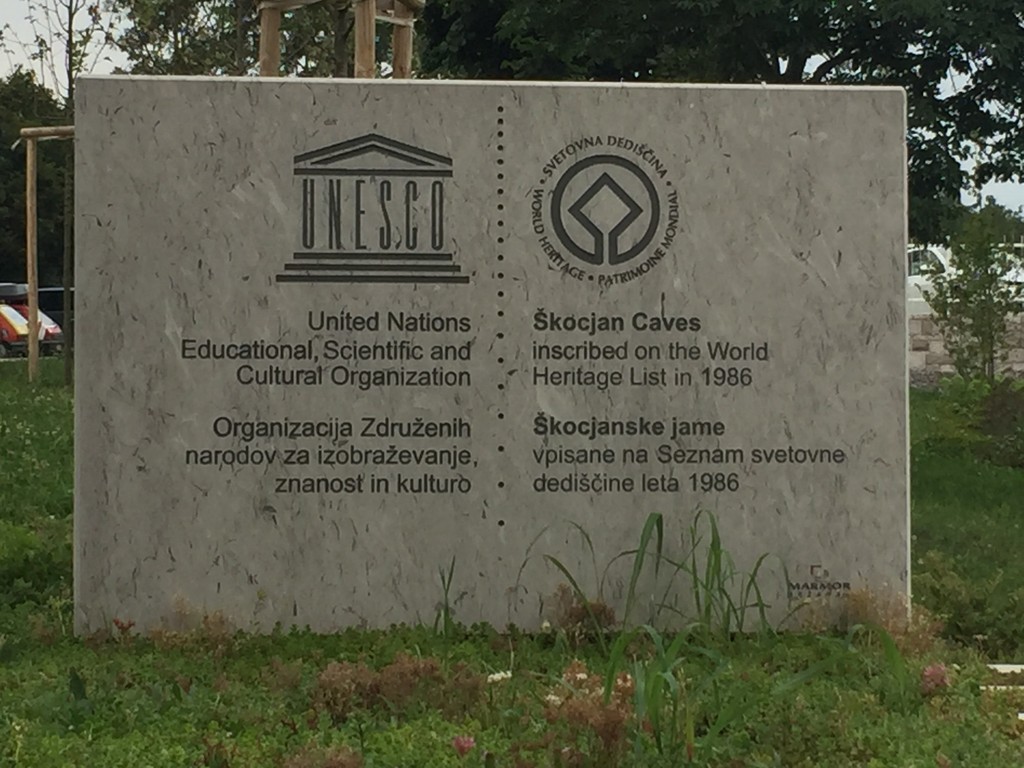 UNESCO
United Nations
Educational, Scientific and
Cultural Organization
Organizacija Združenih
narodov za izobraževanje,
znanost in kulturo
SVETOVNA DEDIŠČINA • PATRIMOINE MONDIAL • WORLD HERITAGE •
Škocjan Caves
inscribed on the World
Heritage List in 1986
Škocjanske jame
vpisane na Seznam svetovne
dediščine leta 1986
MARMOR